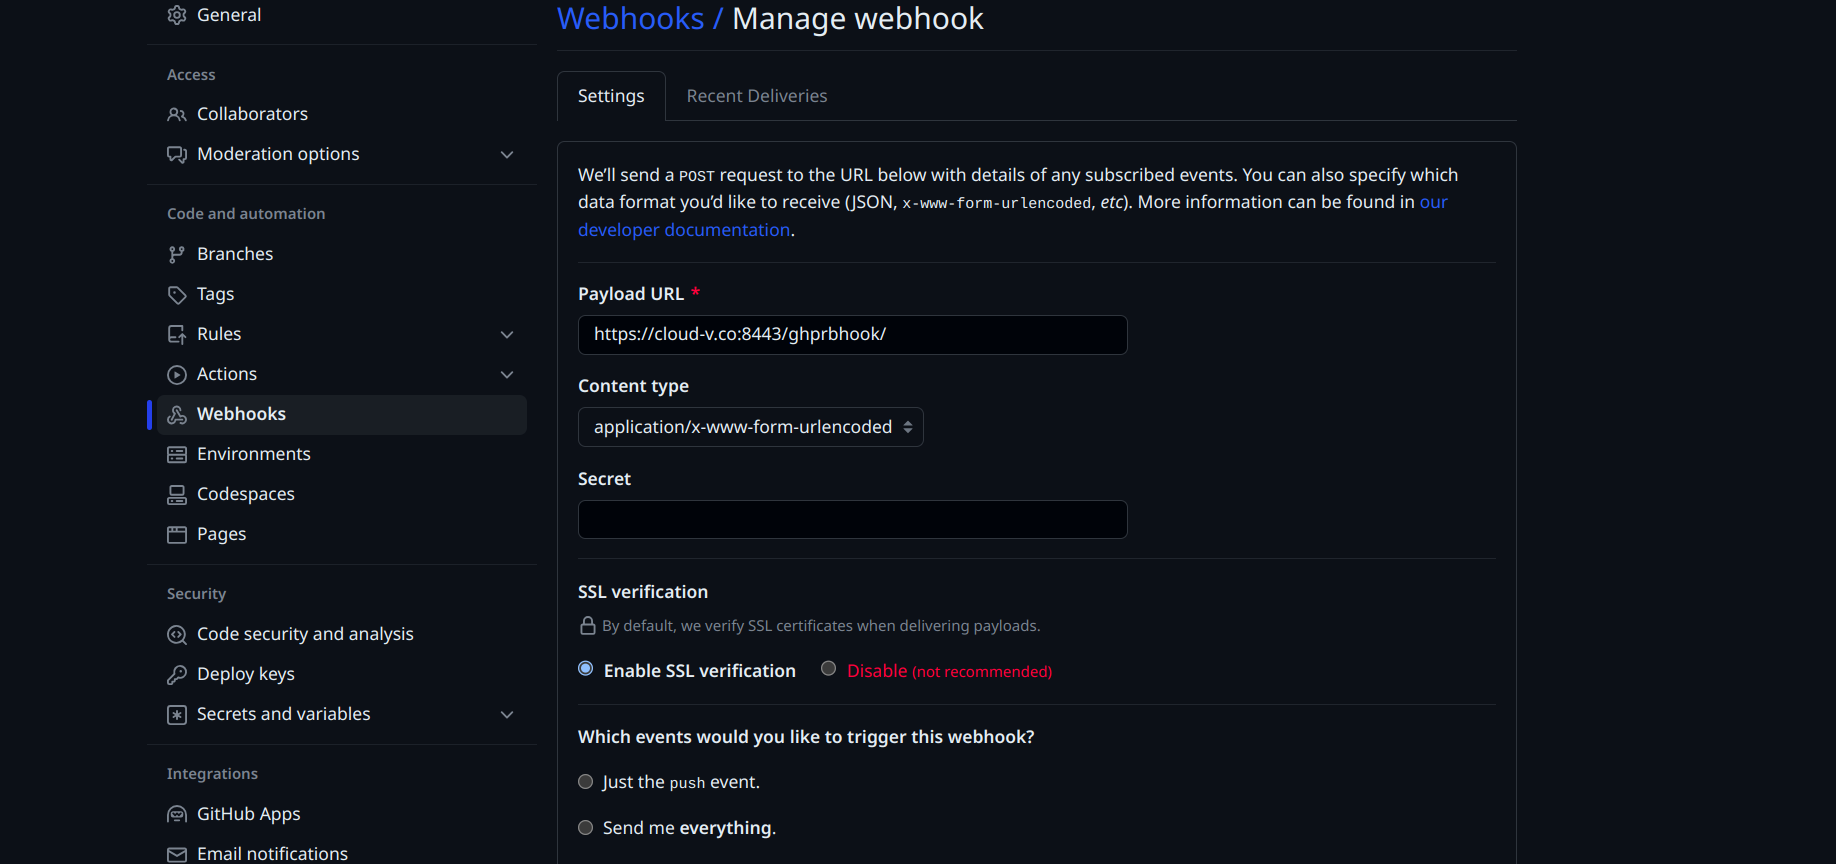 General
Access
Collaborators
Moderation options
Code and automation
Branches
Tags
Rules
Actions
Webhooks
Environments
Codespaces
Pages
Security
Code security and analysis
Deploy keys
Secrets and variables
Integrations
GitHub Apps
Email notifications
Webhooks / Manage webhook
Settings
Recent Deliveries
We’ll send a POST request to the URL below with details of any subscribed events. You can also specify which
data format you’d like to receive (JSON, x-www-form-urlencoded, etc). More information can be found in our
developer documentation.
Payload URL *
https://cloud-v.co:8443/ghprbhook/
Content type
application/x-www-form-urlencoded
Secret
SSL verification
By default, we verify SSL certificates when delivering payloads.
Enable SSL verification
Disable (not recommended)
Which events would you like to trigger this webhook?
Just the push event.
Send me everything.